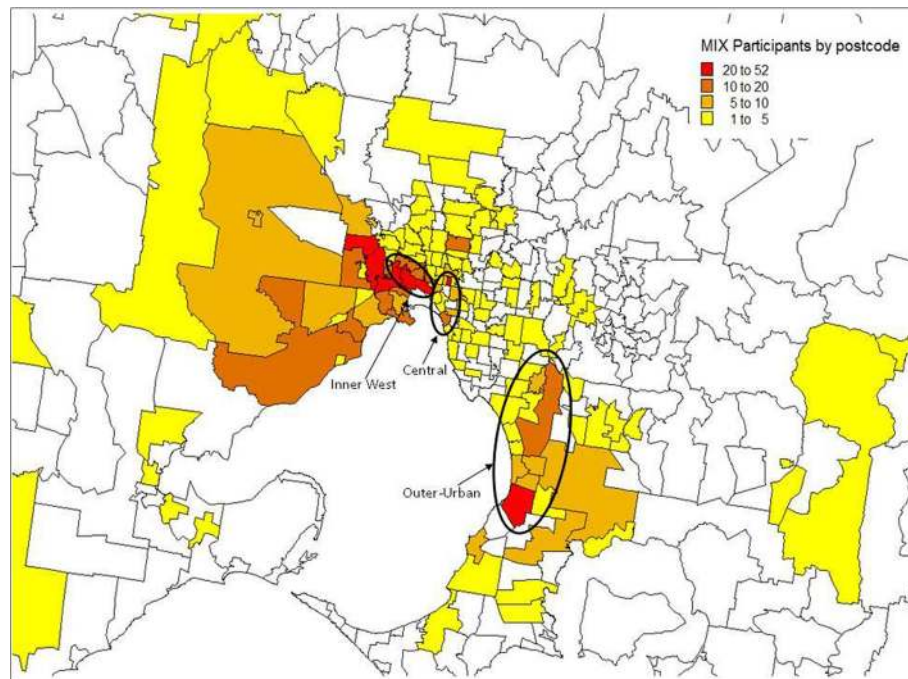 MIX Participants by postcode
20 to 52
10 to 20
5 to 10
1 to 5
Central
Inner West
Outer-Urban